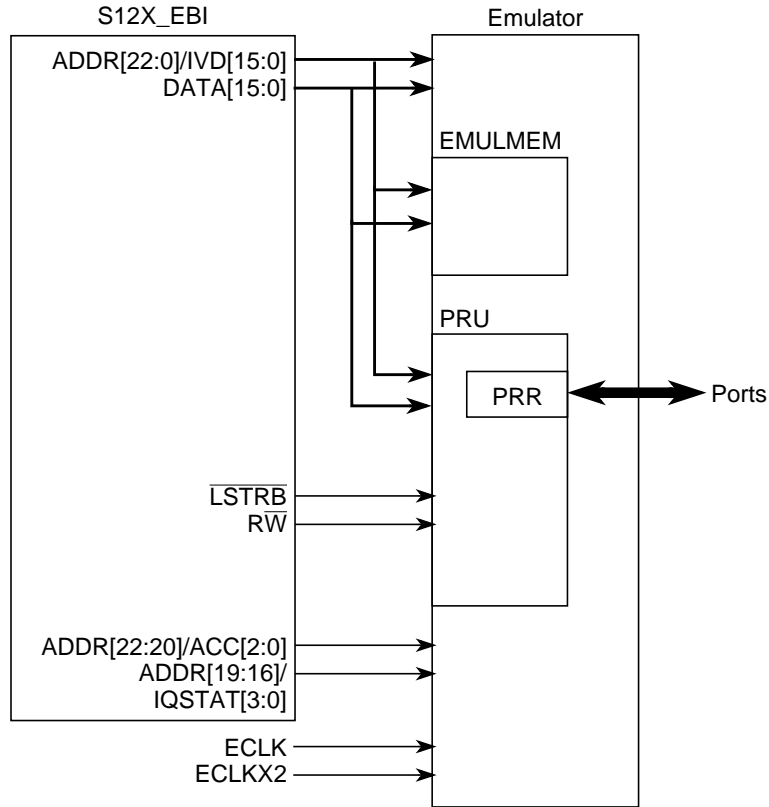 S12X_EBI
Emulator
ADDR[22:0]/IVD[15:0]
DATA[15:0]
EMULMEM
PRU
PRR
Ports
LSTRB
RW
ADDR[22:20]/ACC[2:0]
ADDR[19:16]/
IQSTAT[3:0]
ECLK
ECLKX2